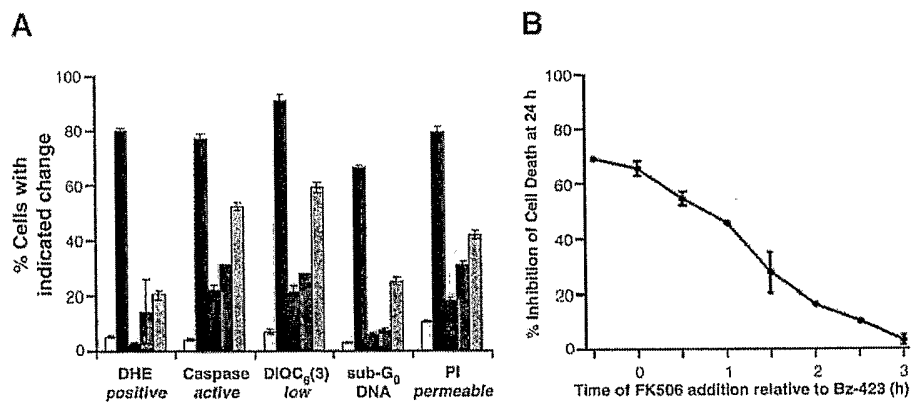 A
% Cells with
indicated change
100
80
60
40
20
0
DHE
positive
Caspase
active
DiOC6(3)
low
sub-G0
DNA
PI
permeable
B
% Inhibition of Cell Death at 24 h
100
80
60
40
20
0
0
1
2
3
Time of FK506 addition relative to Bz-423 (h)